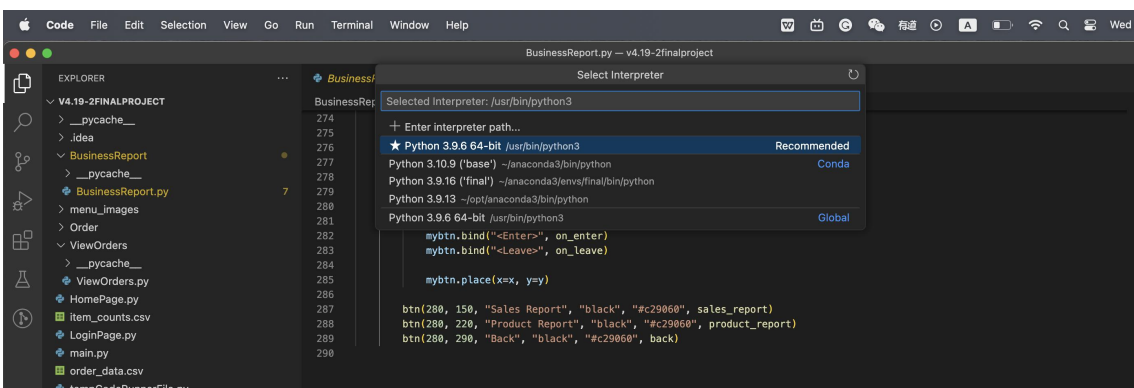 Code File Edit Selection View Go Run Terminal Window Help 有道 A Wed
BusinessReport.py — v4.19-2finalproject
EXPLORER
V4.19-2FINALPROJECT
__pycache__
.idea
BusinessReport
__pycache__
BusinessReport.py 7
menu_images
Order
ViewOrders
__pycache__
ViewOrders.py
HomePage.py
item_counts.csv
LoginPage.py
main.py
order_data.csv
BusinessRep
Select Interpreter
Selected Interpreter: /usr/bin/python3
+ Enter interpreter path...
★ Python 3.9.6 64-bit /usr/bin/python3 Recommended
Python 3.10.9 ('base') ~/anaconda3/bin/python Conda
Python 3.9.16 ('final') ~/anaconda3/envs/final/bin/python
Python 3.9.13 ~/opt/anaconda3/bin/python
Python 3.9.6 64-bit /usr/bin/python3 Global
274
275
276
277
278
279
280
281
282 mybtn.bind("<Enter>", on_enter)
283 mybtn.bind("<Leave>", on_leave)
284
285 mybtn.place(x=x, y=y)
286
287 btn(280, 150, "Sales Report", "black", "#c29060", sales_report)
288 btn(280, 220, "Product Report", "black", "#c29060", product_report)
289 btn(280, 290, "Back", "black", "#c29060", back)
290